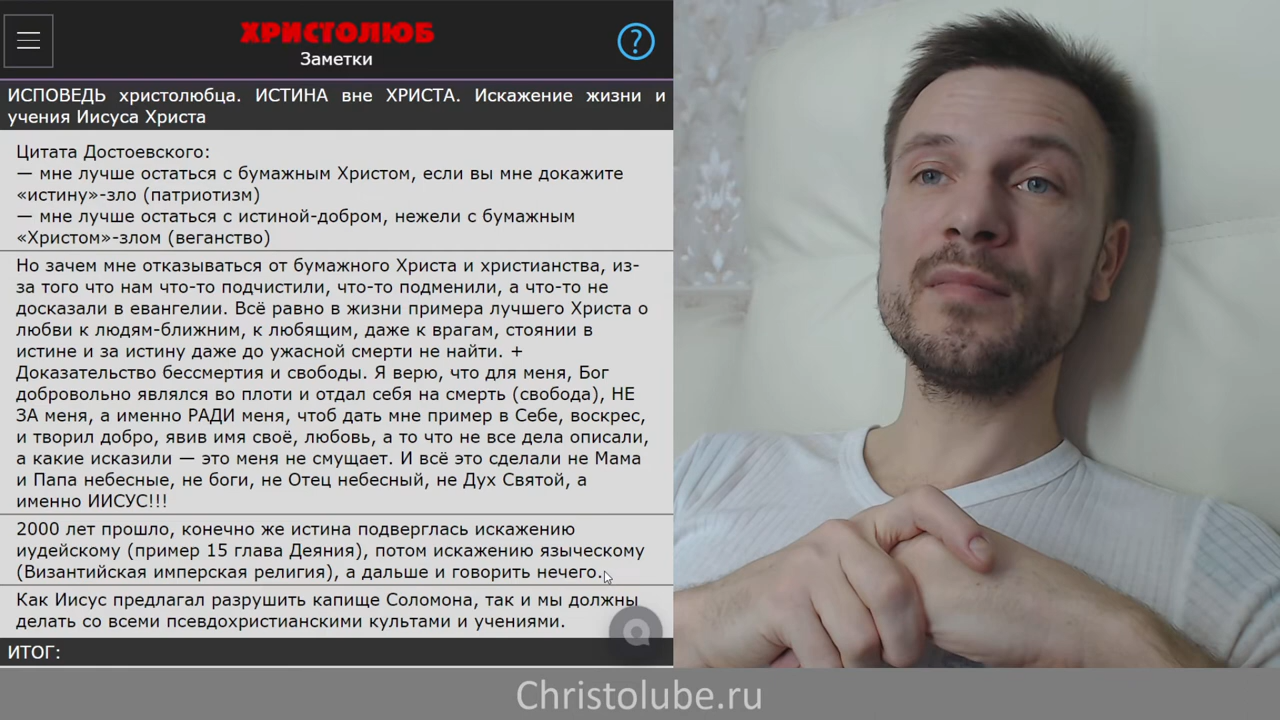 ХРИСТОЛЮБ
Заметки
?
ИСПОВЕДЬ христолюбца. ИСТИНА вне ХРИСТА. Искажение жизни и
учения Иисуса Христа
Цитата Достоевского:
— мне лучше остаться с бумажным Христом, если вы мне докажите
«истину»-зло (патриотизм)
— мне лучше остаться с истиной-добром, нежели с бумажным
«Христом»-злом (веганство)
Но зачем мне отказываться от бумажного Христа и христианства, из-
за того что нам что-то подчистили, что-то подменили, а что-то не
досказали в евангелии. Всё равно в жизни примера лучшего Христа о
любви к людям-ближним, к любящим, даже к врагам, стоянии в
истине и за истину даже до ужасной смерти не найти. +
Доказательство бессмертия и свободы. Я верю, что для меня, Бог
добровольно являлся во плоти и отдал себя на смерть (свобода), НЕ
ЗА меня, а именно РАДИ меня, чтоб дать мне пример в Себе, воскрес,
и творил добро, явив имя своё, любовь, а то что не все дела описали,
а какие исказили — это меня не смущает. И всё это сделали не Мама
и Папа небесные, не боги, не Отец небесный, не Дух Святой, а
именно ИИСУС!!!
2000 лет прошло, конечно же истина подверглась искажению
иудейскому (пример 15 глава Деяния), потом искажению языческому
(Византийская имперская религия), а дальше и говорить нечего.
Как Иисус предлагал разрушить капище Соломона, так и мы должны
делать со всеми псевдохристианскими культами и учениями.
ИТОГ:
Christolube.ru